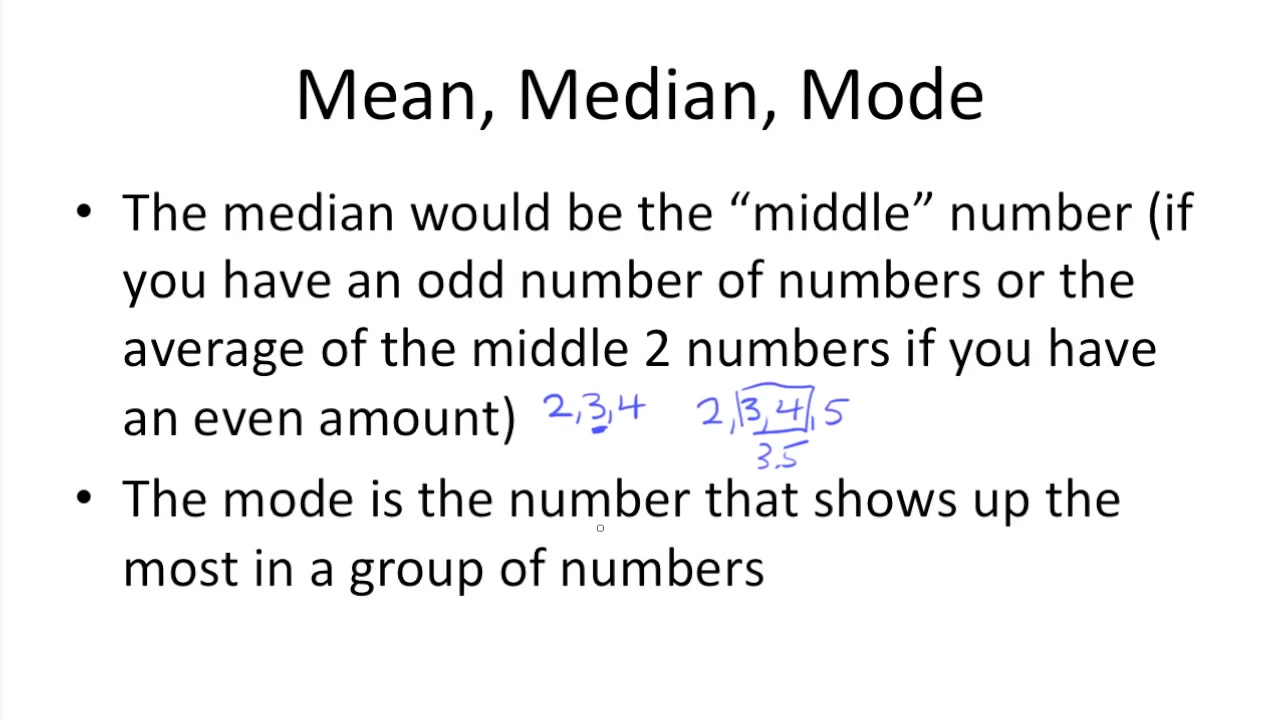 Mean, Median, Mode
• The median would be the “middle” number (if
you have an odd number of numbers or the
average of the middle 2 numbers if you have
an even amount) 2,3,4 2,3,4,5
3.5
• The mode is the number that shows up the
most in a group of numbers